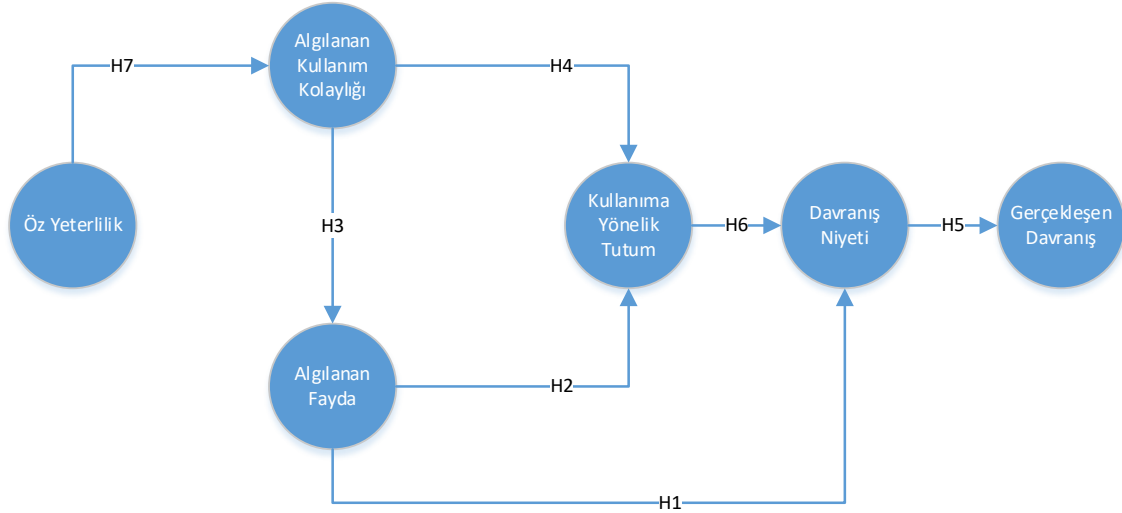 Algılanan
Kullanım
Kolaylığı
H7
H4
Öz Yeterlilik
H3
Kullanıma
Yönelik
Tutum
H6
Davranış
Niyeti
H5
Gerçekleşen
Davranış
Algılanan
Fayda
H2
H1